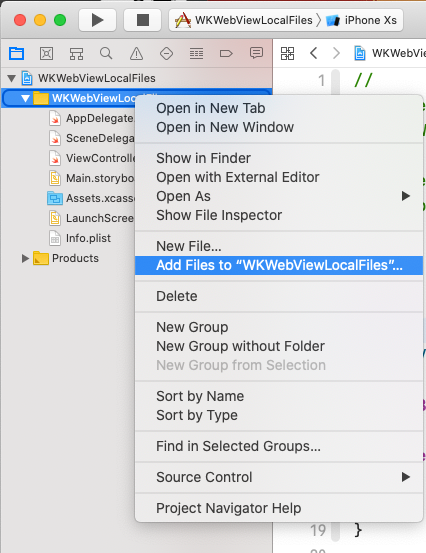 WKWebViewLocalFiles
iPhone Xs
WKWebVi
WKWebViewLocalFiles
WKWebViewLocalFil
AppDelegate
SceneDelega
ViewControlle
Main.storybo
Assets.xcass
LaunchScree
Info.plist
Products
Open in New Tab
Open in New Window
Show in Finder
Open with External Editor
Open As
Show File Inspector
New File...
Add Files to “WKWebViewLocalFiles”...
Delete
New Group
New Group without Folder
New Group from Selection
Sort by Name
Sort by Type
Find in Selected Groups...
Source Control
Project Navigator Help
1 //
19 }